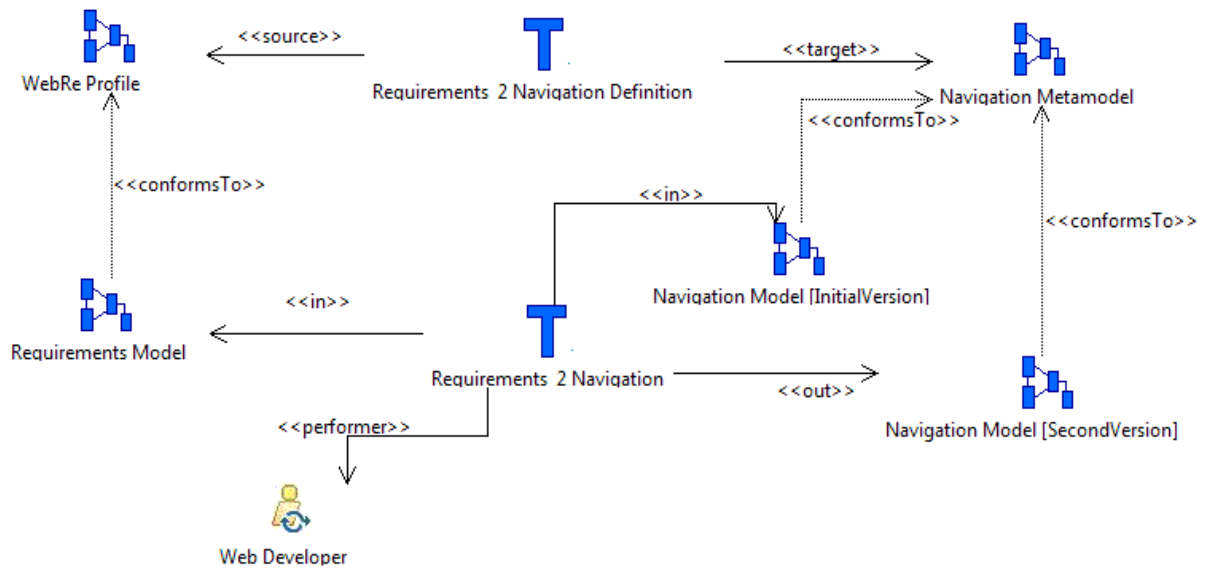 <<source>>
<<target>>
WebRe Profile
Requirements 2 Navigation Definition
Navigation Metamodel
<<conformsTo>>
<<conformsTo>>
<<in>>
<<conformsTo>>
Navigation Model [InitialVersion]
<<in>>
Requirements Model
Requirements 2 Navigation
<<out>>
<<performer>>
Navigation Model [SecondVersion]
Web Developer